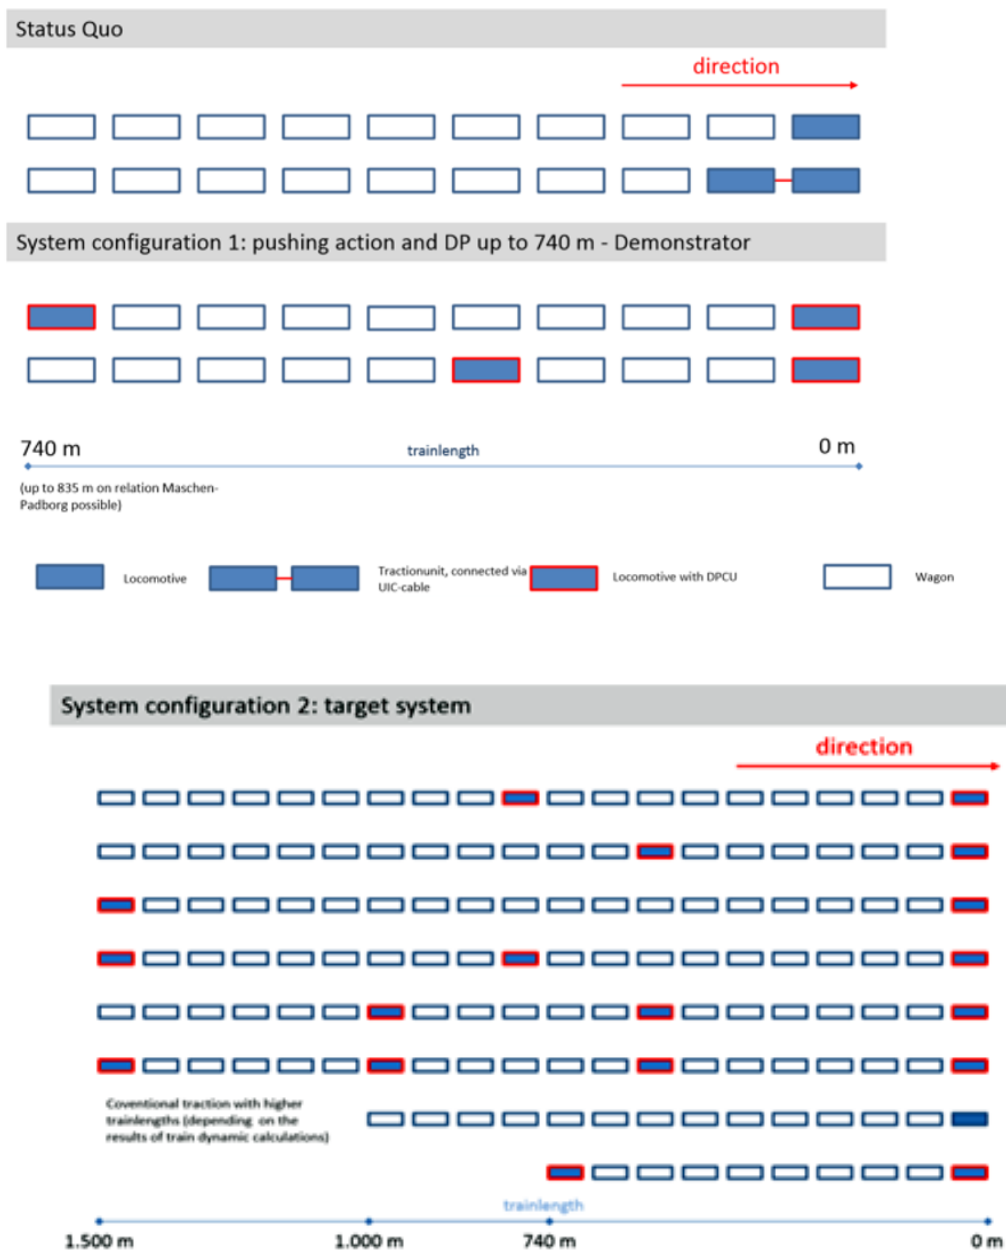 Status Quo
direction
System configuration 1: pushing action and DP up to 740 m - Demonstrator
740 m
trainlength
0 m
(up to 835 m on relation Maschen-
Padborg possible)
Locomotive
Tractionunit, connected via
UIC-cable
Locomotive with DPCU
Wagon
System configuration 2: target system
direction
Coventional traction with higher
trainlengths (depending on the
results of train dynamic calculations)
trainlength
1.500 m
1.000 m
740 m
0 m